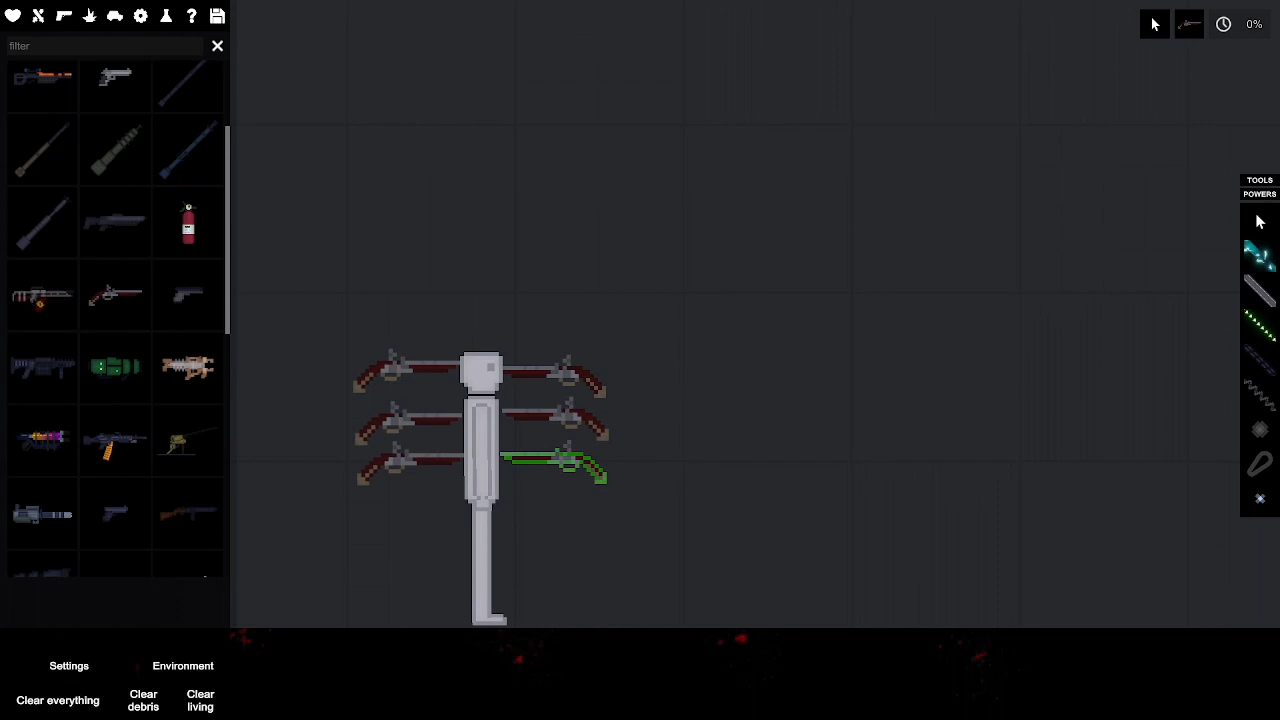 ?
filter
0%
TOOLS
POWERS
Settings
Environment
Clear everything
Clear
debris
Clear
living